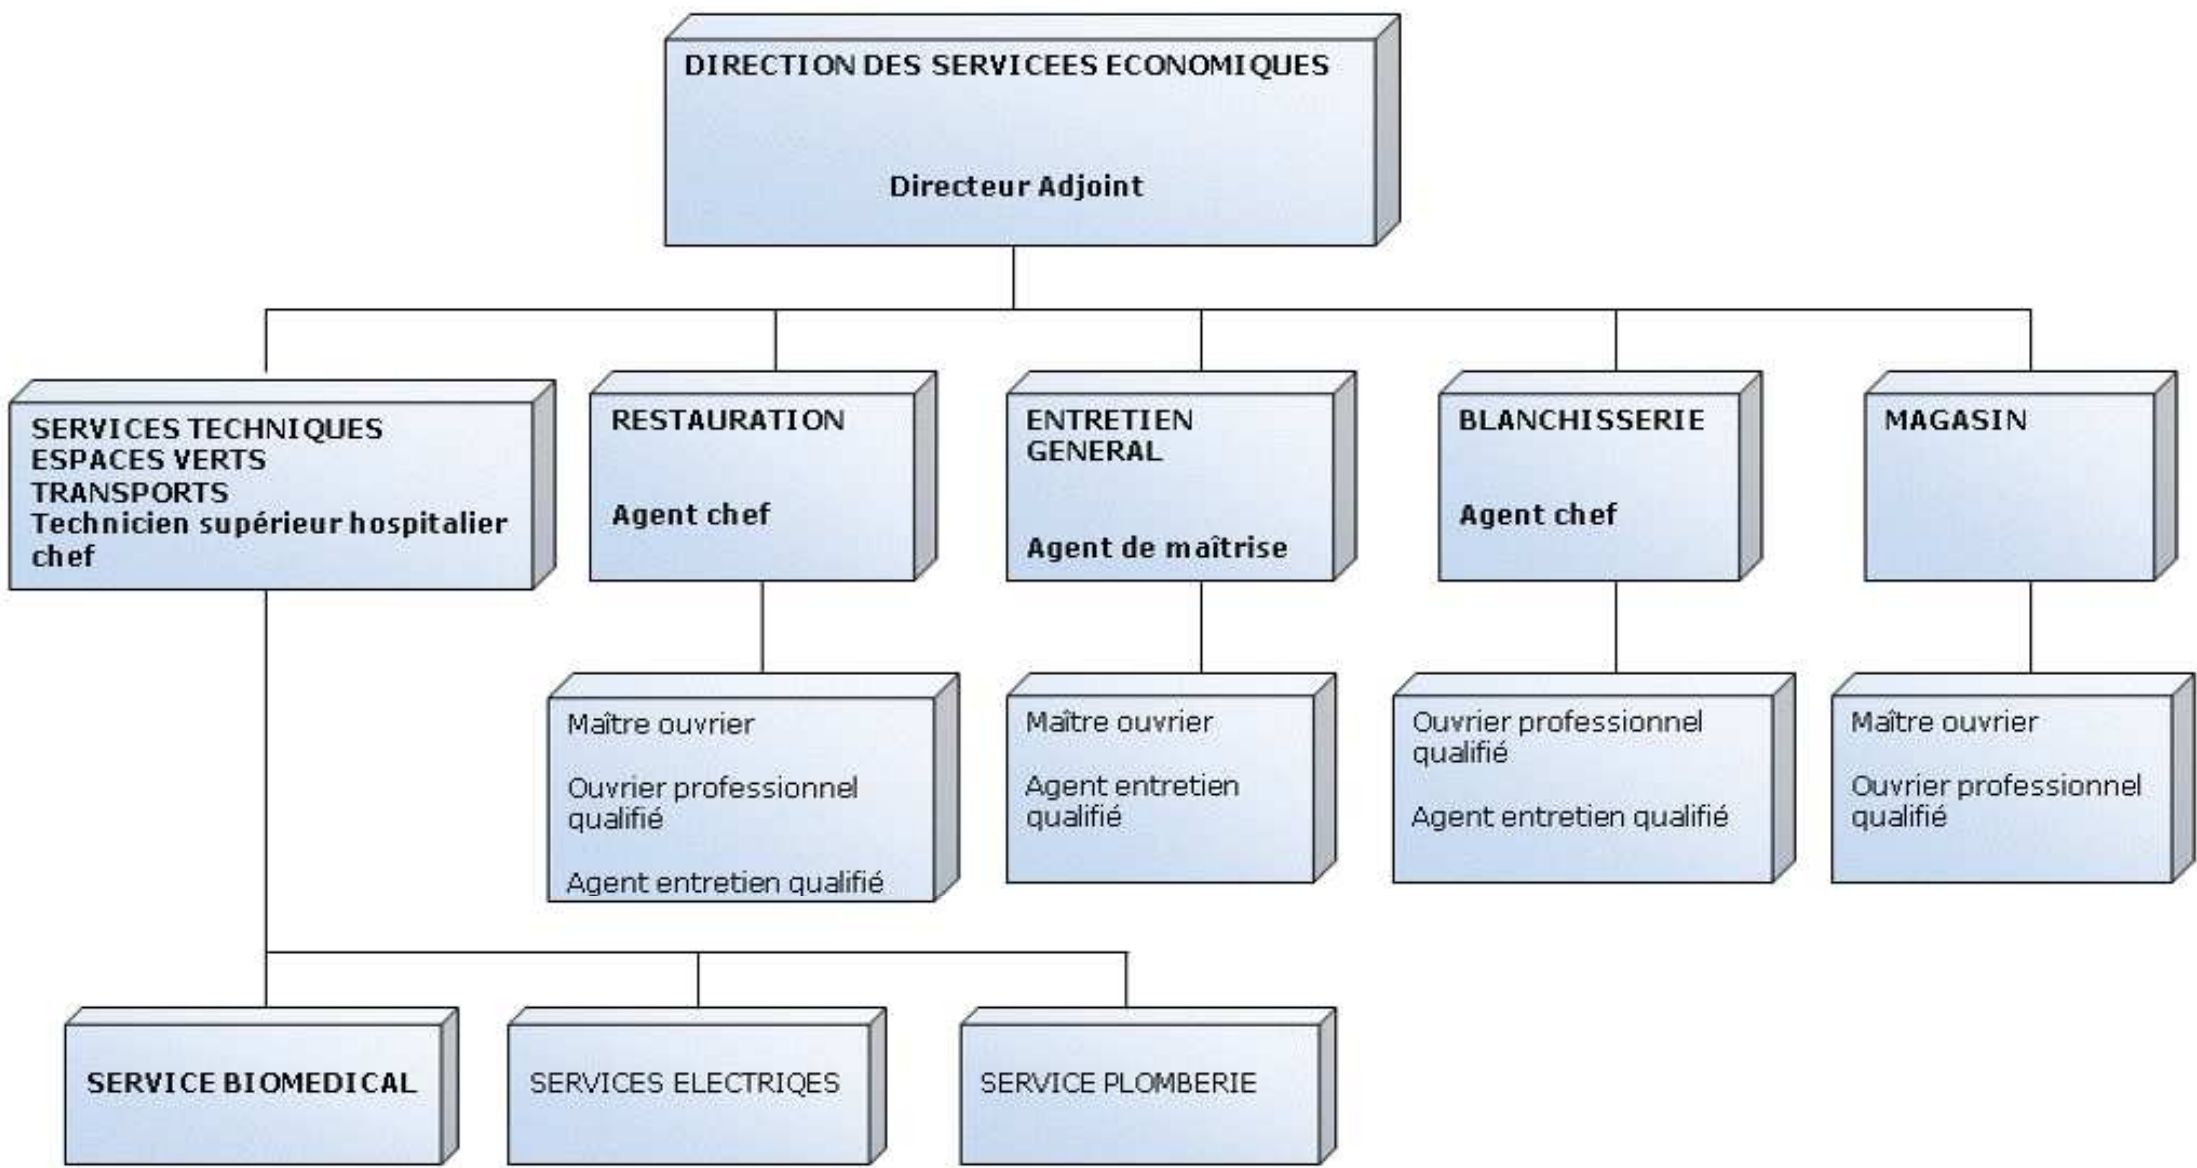 DIRECTION DES SERVICEES ECONOMIQUES
Directeur Adjoint
SERVICES TECHNIQUES
ESPACES VERTS
TRANSPORTS
Technicien supérieur hospitalier
chef
RESTAURATION
Agent chef
ENTRETIEN
GENERAL
Agent de maîtrise
BLANCHISSERIE
Agent chef
MAGASIN
Maître ouvrier
Ouvrier professionnel
qualifié
Agent entretien qualifié
Maître ouvrier
Agent entretien
qualifié
Ouvrier professionnel
qualifié
Agent entretien qualifié
Maître ouvrier
Ouvrier professionnel
qualifié
SERVICE BIOMEDICAL
SERVICES ELECTRIQES
SERVICE PLOMBERIE